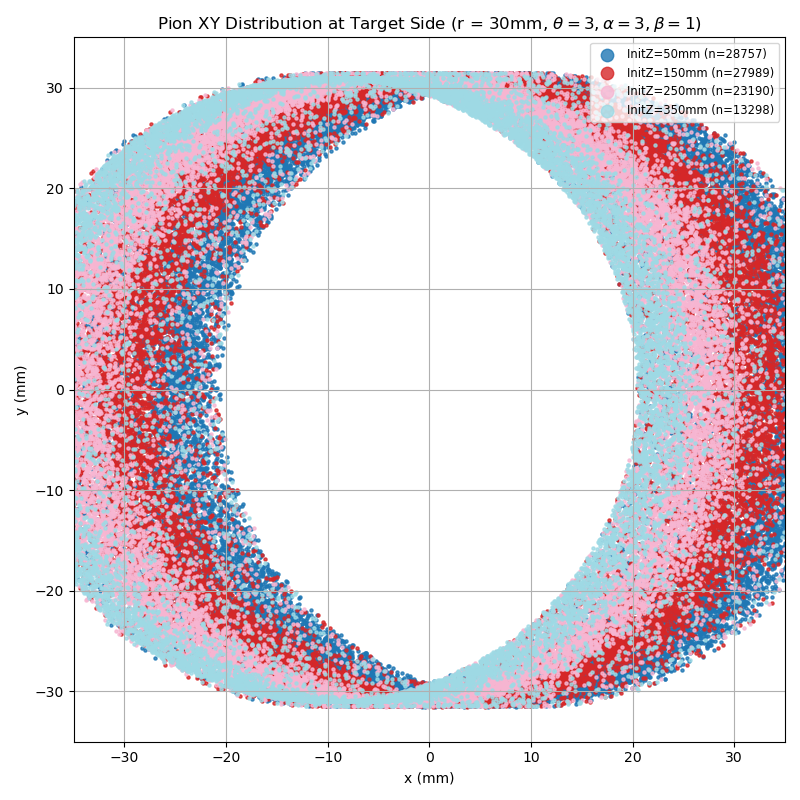 Pion XY Distribution at Target Side (r = 30mm, θ = 3, α = 3, β = 1)
InitZ=50mm (n=28757)
InitZ=150mm (n=27989)
InitZ=250mm (n=23190)
InitZ=350mm (n=13298)
30
20
10
0
−10
−20
−30
y (mm)
−30 −20 −10 0 10 20 30
x (mm)